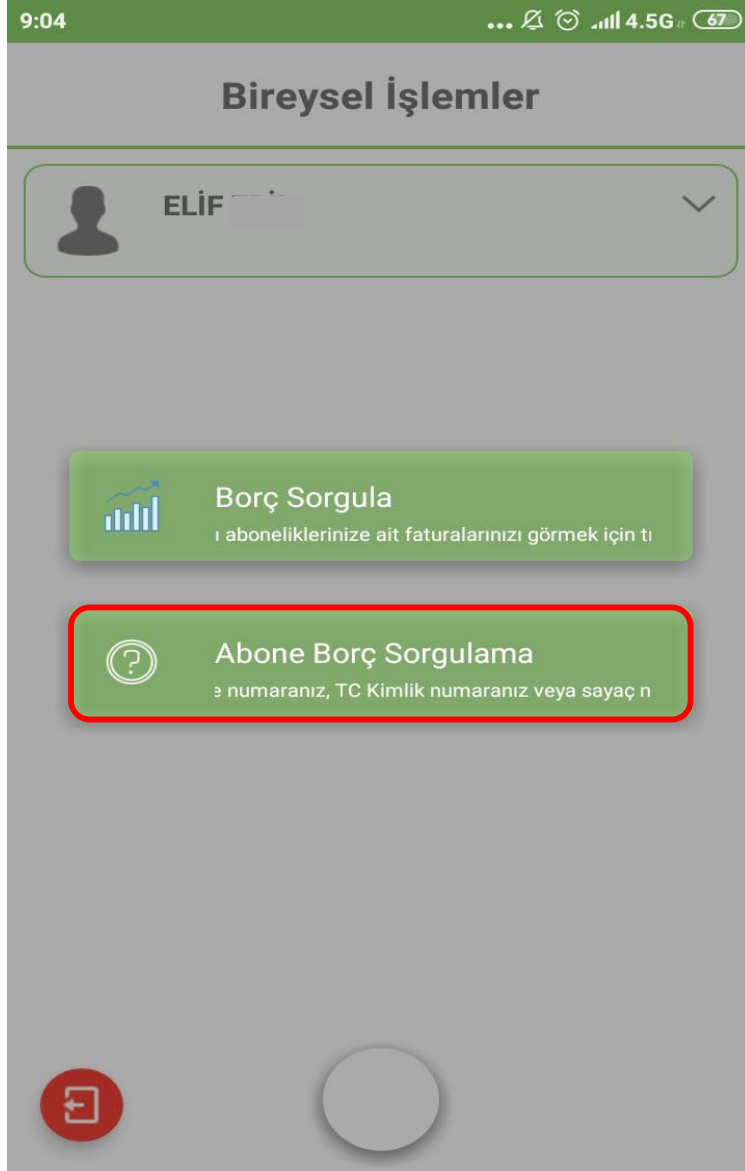 9:04
... 4.5G 67
Bireysel İşlemler
ELİF
Borç Sorgula
ı aboneliklerinize ait faturalarınızı görmek için tı
Abone Borç Sorgulama
e numaranız, TC Kimlik numaranız veya sayaç n